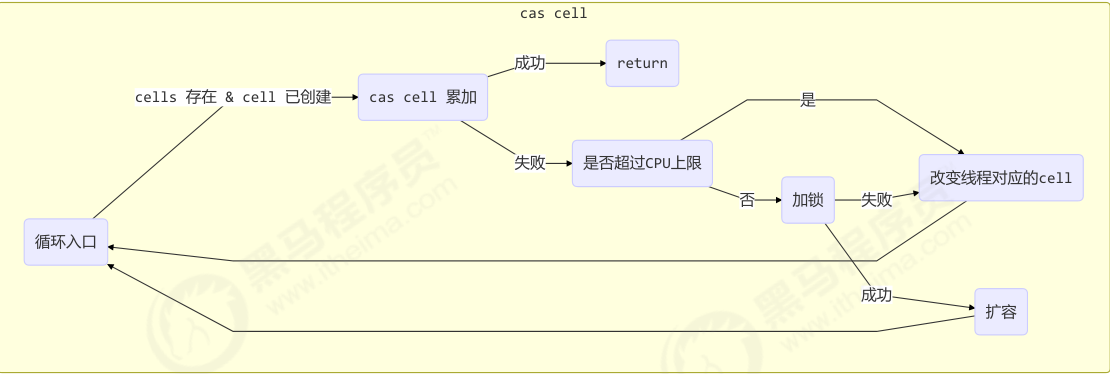 cas cell
成功
return
cells 存在 & cell 已创建
cas cell 累加
是
失败
是否超过CPU上限
改变线程对应的cell
否
加锁
失败
循环入口
成功
扩容
黑马程序员™
www.itheima.com
黑马程序员
www.itheima.com